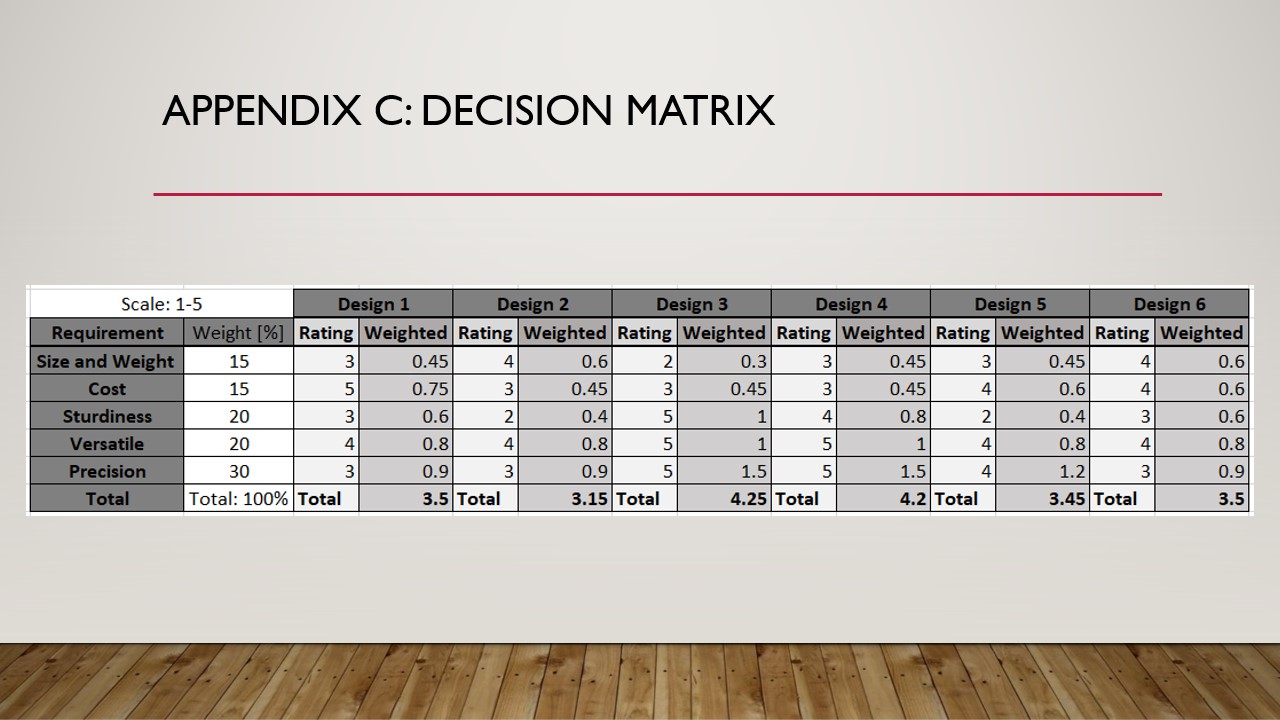 APPENDIX C: DECISION MATRIX
Scale: 1-5 Design 1 Design 2 Design 3 Design 4 Design 5 Design 6
Requirement Weight [%] Rating Weighted Rating Weighted Rating Weighted Rating Weighted Rating Weighted Rating Weighted
Size and Weight 15 3 0.45 4 0.6 2 0.3 3 0.45 3 0.45 4 0.6
Cost 15 5 0.75 3 0.45 3 0.45 3 0.45 4 0.6 4 0.6
Sturdiness 20 3 0.6 2 0.4 5 1 4 0.8 2 0.4 3 0.6
Versatile 20 4 0.8 4 0.8 5 1 5 1 4 0.8 4 0.8
Precision 30 3 0.9 3 0.9 5 1.5 5 1.5 4 1.2 3 0.9
Total Total: 100% Total 3.5 Total 3.15 Total 4.25 Total 4.2 Total 3.45 Total 3.5